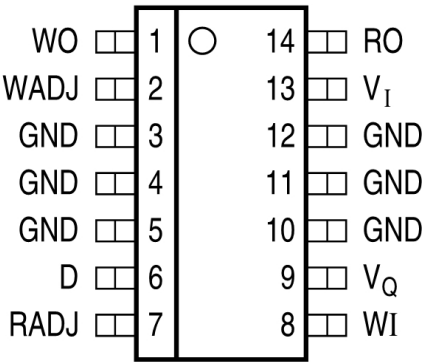 WO 1 14 RO
WADJ 2 13 VI
GND 3 12 GND
GND 4 11 GND
GND 5 10 GND
D 6 9 VQ
RADJ 7 8 WI